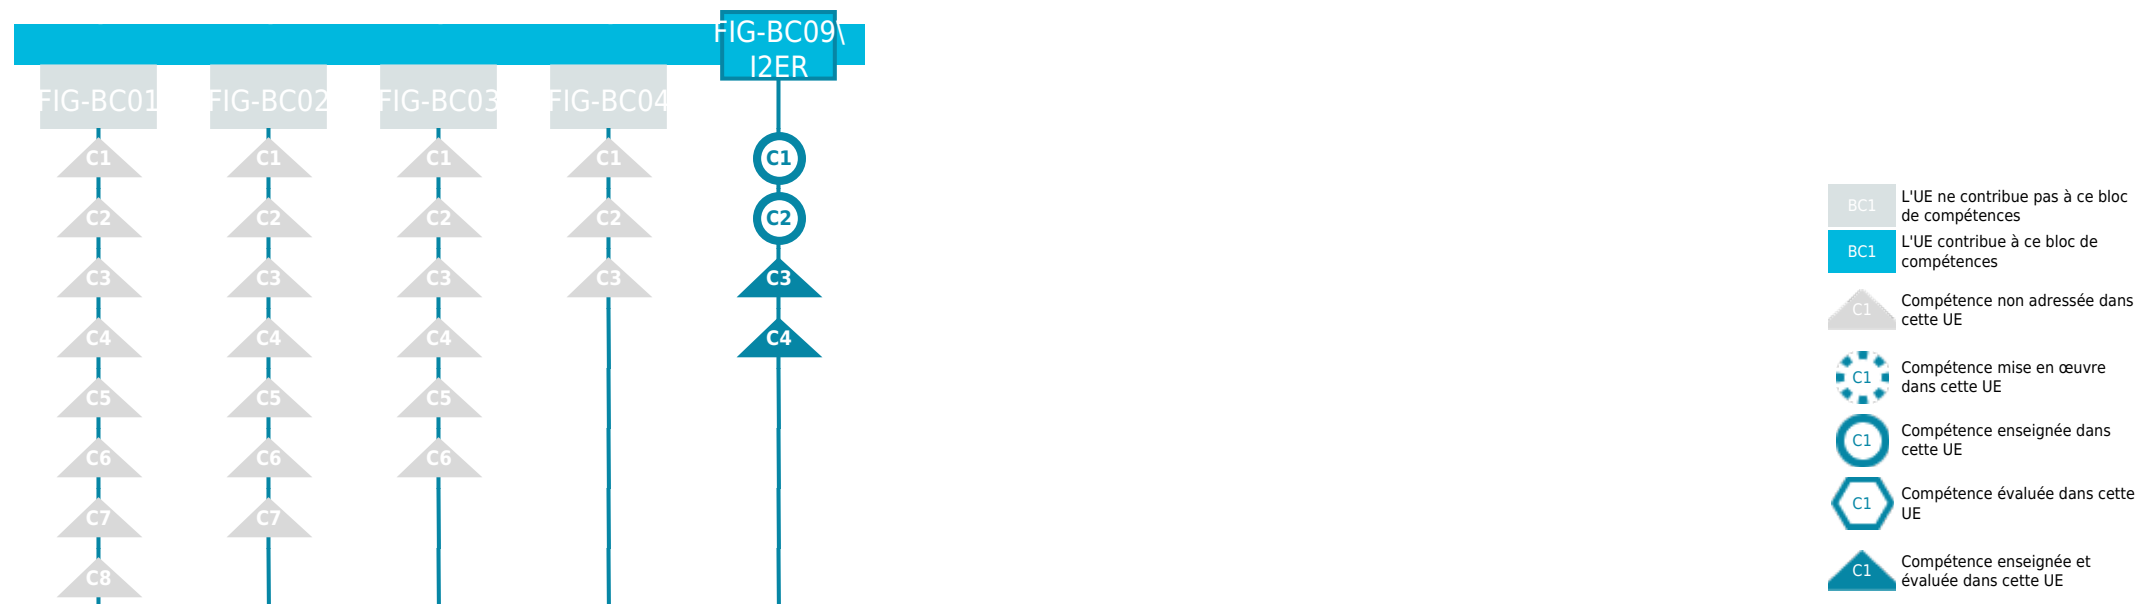 FIG-BC09\
I2ER
FIG-BC01 FIG-BC02 FIG-BC03 FIG-BC04
C1 C1 C1 C1 C1
C2 C2 C2 C2 C2
C3 C3 C3 C3 C3
C4 C4 C4 C4
C5 C5 C5
C6 C6 C6
C7 C7
C8
BC1 L'UE ne contribue pas à ce bloc
de compétences
BC1 L'UE contribue à ce bloc de
compétences
C1 Compétence non adressée dans
cette UE
C1 Compétence mise en œuvre
dans cette UE
C1 Compétence enseignée dans
cette UE
C1 Compétence évaluée dans cette
UE
C1 Compétence enseignée et
évaluée dans cette UE